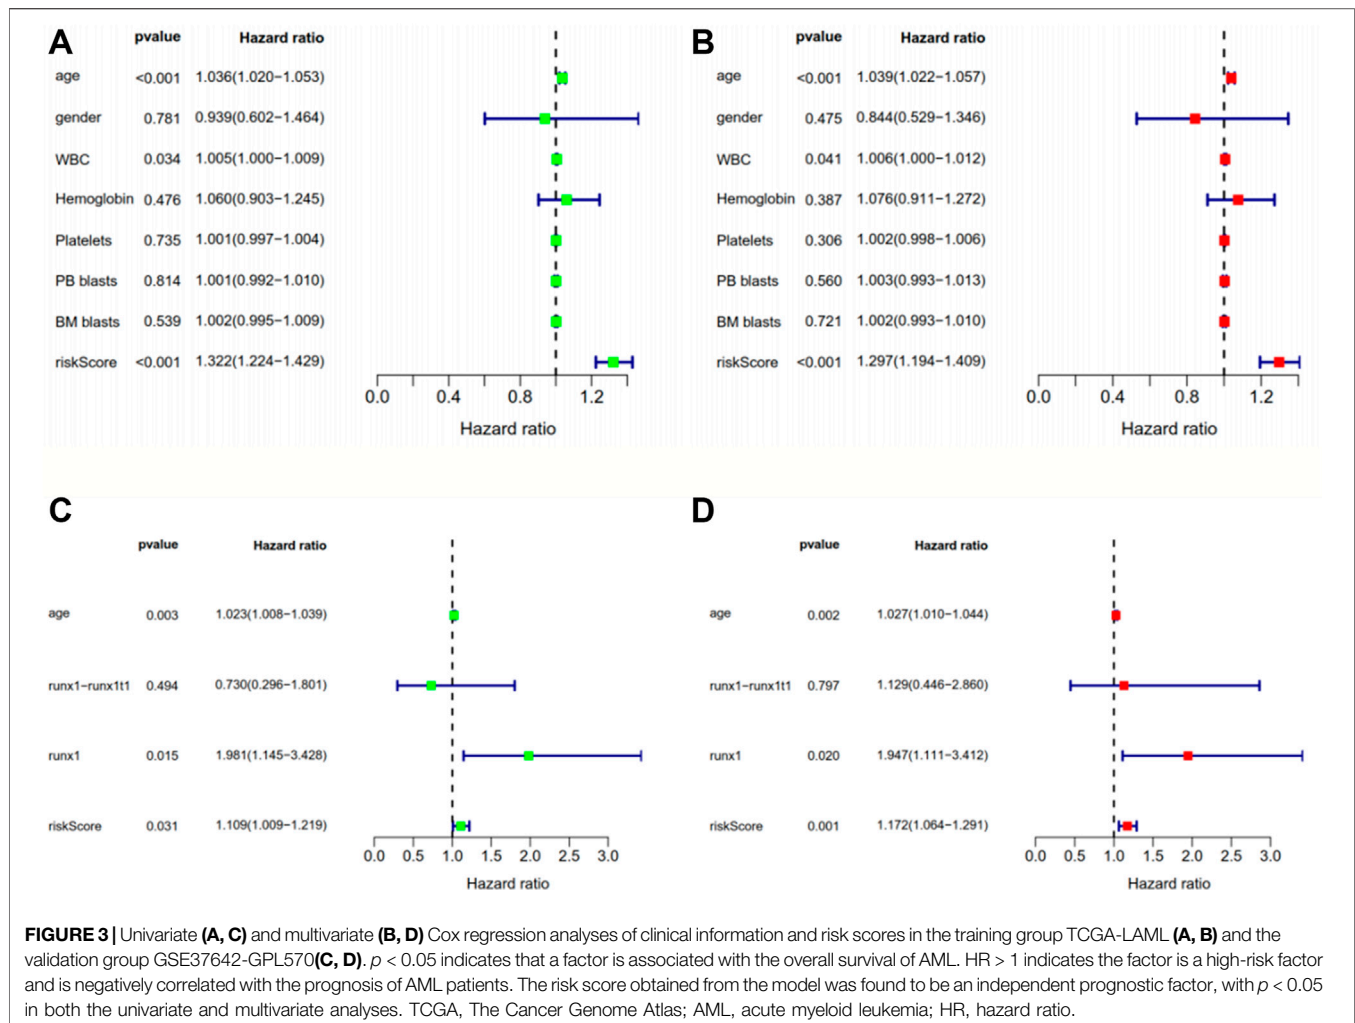 A
pvalue Hazard ratio
age <0.001 1.036(1.020−1.053)
gender 0.781 0.939(0.602−1.464)
WBC 0.034 1.005(1.000−1.009)
Hemoglobin 0.476 1.060(0.903−1.245)
Platelets 0.735 1.001(0.997−1.004)
PB blasts 0.814 1.001(0.992−1.010)
BM blasts 0.539 1.002(0.995−1.009)
riskScore <0.001 1.322(1.224−1.429)
0.0 0.4 0.8 1.2
Hazard ratio
B
pvalue Hazard ratio
age <0.001 1.039(1.022−1.057)
gender 0.475 0.844(0.529−1.346)
WBC 0.041 1.006(1.000−1.012)
Hemoglobin 0.387 1.076(0.911−1.272)
Platelets 0.306 1.002(0.998−1.006)
PB blasts 0.560 1.003(0.993−1.013)
BM blasts 0.721 1.002(0.993−1.010)
riskScore <0.001 1.297(1.194−1.409)
0.0 0.4 0.8 1.2
Hazard ratio
C
pvalue Hazard ratio
age 0.003 1.023(1.008−1.039)
runx1−runx1t1 0.494 0.730(0.296−1.801)
runx1 0.015 1.981(1.145−3.428)
riskScore 0.031 1.109(1.009−1.219)
0.0 0.5 1.0 1.5 2.0 2.5 3.0
Hazard ratio
D
pvalue Hazard ratio
age 0.002 1.027(1.010−1.044)
runx1−runx1t1 0.797 1.129(0.446−2.860)
runx1 0.020 1.947(1.111−3.412)
riskScore 0.001 1.172(1.064−1.291)
0.0 0.5 1.0 1.5 2.0 2.5 3.0
Hazard ratio
FIGURE 3 | Univariate (A, C) and multivariate (B, D) Cox regression analyses of clinical information and risk scores in the training group TCGA-LAML (A, B) and the
validation group GSE37642-GPL570(C, D). p < 0.05 indicates that a factor is associated with the overall survival of AML. HR > 1 indicates the factor is a high-risk factor
and is negatively correlated with the prognosis of AML patients. The risk score obtained from the model was found to be an independent prognostic factor, with p < 0.05
in both the univariate and multivariate analyses. TCGA, The Cancer Genome Atlas; AML, acute myeloid leukemia; HR, hazard ratio.